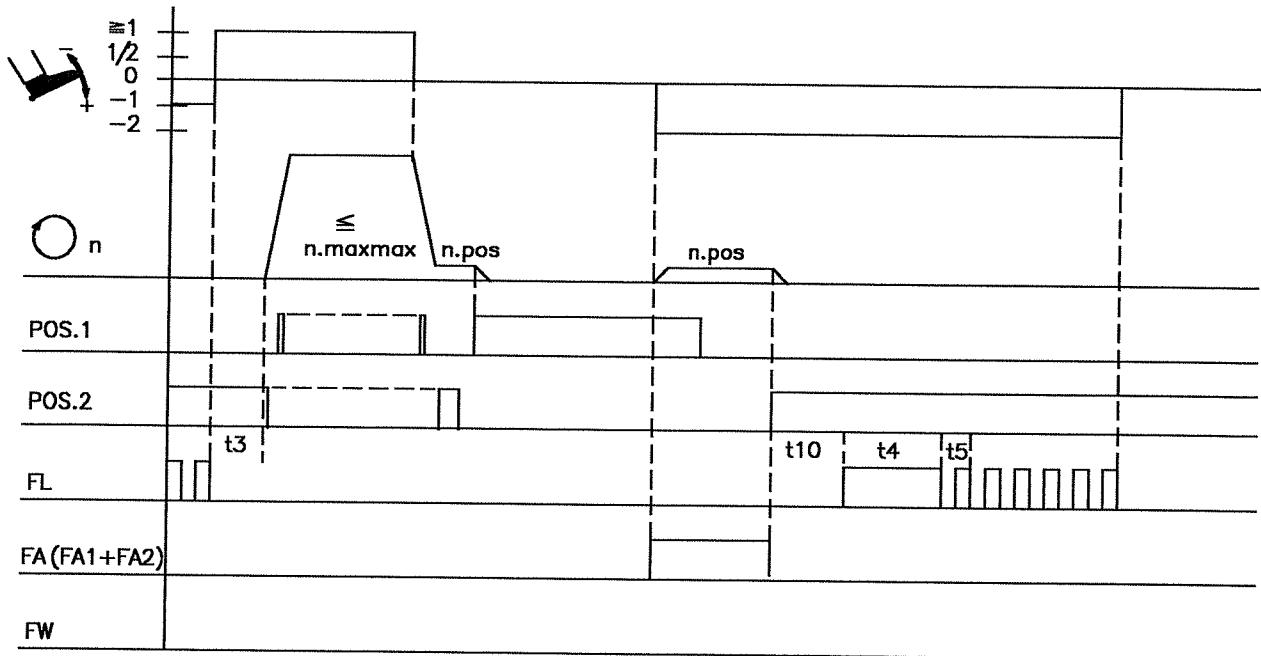 ≧1
1/2
0
−1
−2
−
+
n
≦
n.maxmax
n.pos
n.pos
POS.1
POS.2
t3
t10
t4
t5
FL
FA(FA1+FA2)
FW